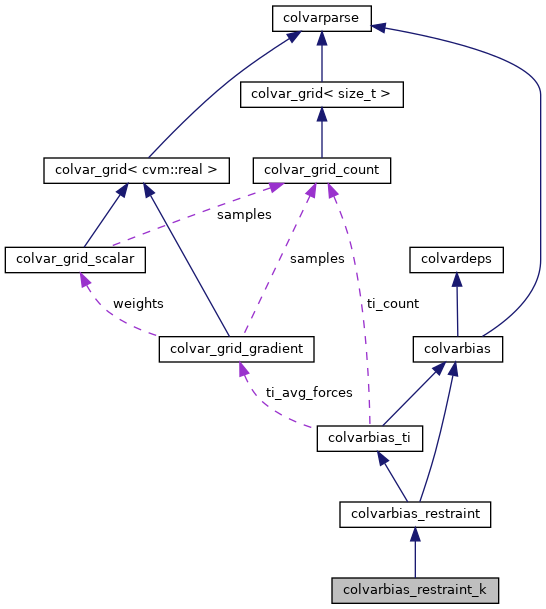 colvarparse
colvar_grid< size_t >
colvar_grid< cvm::real >
colvar_grid_count
samples
colvar_grid_scalar
samples
colvardeps
weights
ti_count
colvar_grid_gradient
colvarbias
ti_avg_forces
colvarbias_ti
colvarbias_restraint
colvarbias_restraint_k